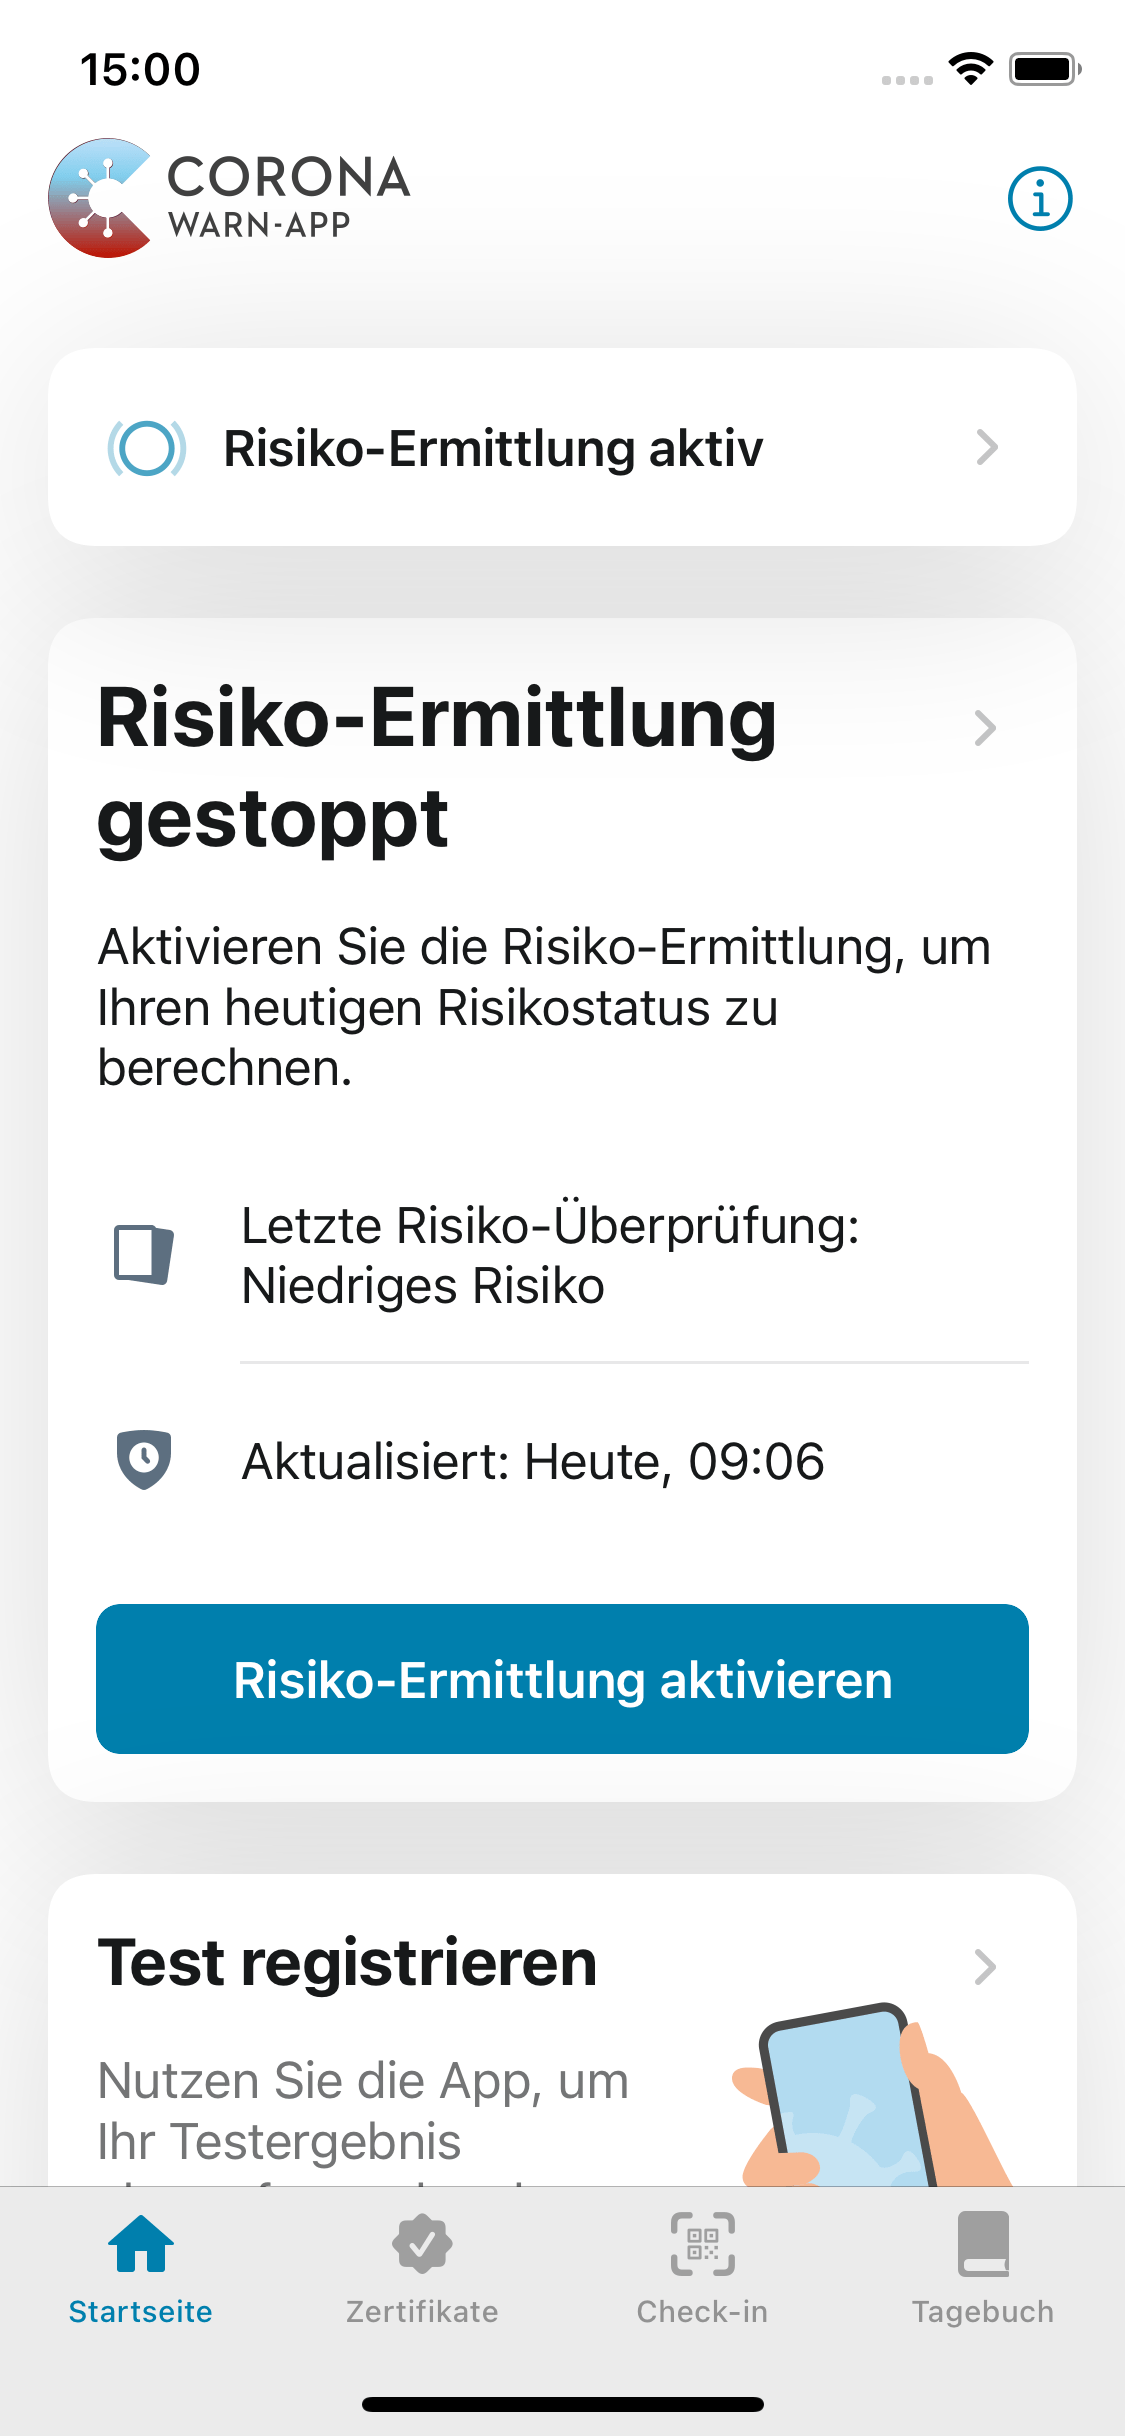 15:00
CORONA
WARN-APP
Risiko-Ermittlung aktiv
Risiko-Ermittlung
gestoppt
Aktivieren Sie die Risiko-Ermittlung, um
Ihren heutigen Risikostatus zu
berechnen.
Letzte Risiko-Überprüfung:
Niedriges Risiko
Aktualisiert: Heute, 09:06
Risiko-Ermittlung aktivieren
Test registrieren
Nutzen Sie die App, um
Ihr Testergebnis
Startseite
Zertifikate
Check-in
Tagebuch